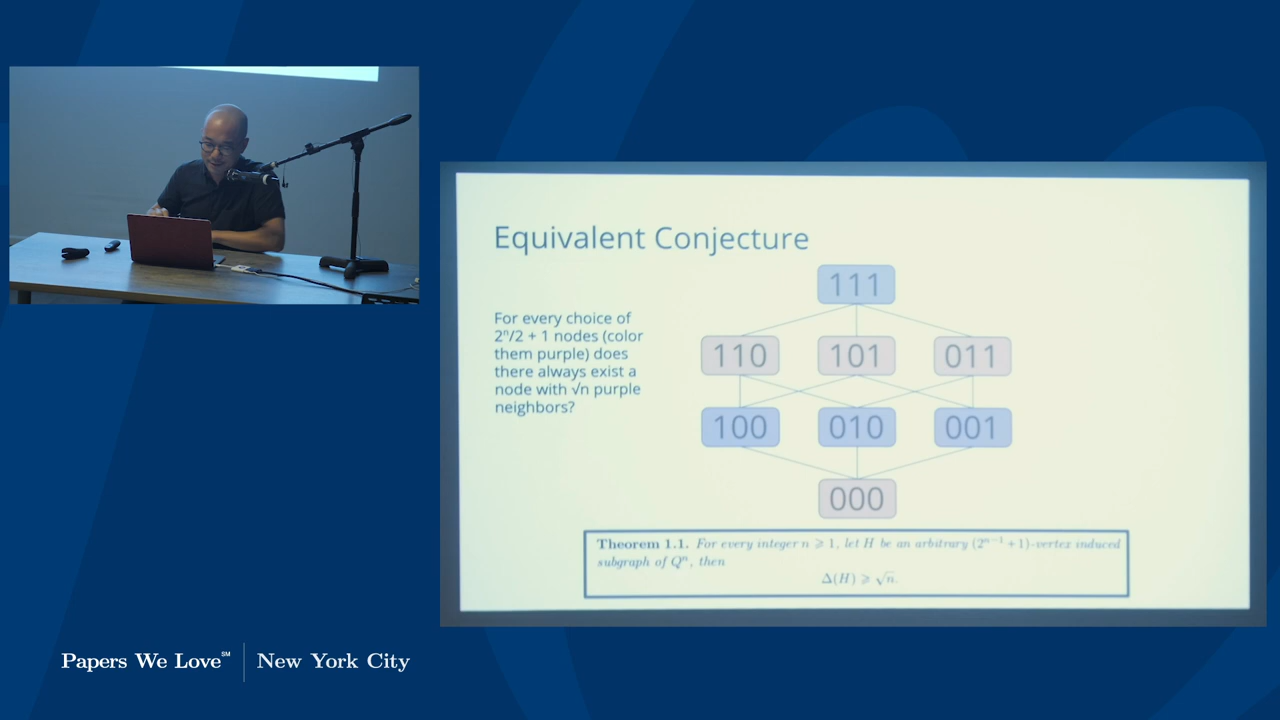 Equivalent Conjecture
For every choice of
2ⁿ/2 + 1 nodes (color
them purple) does
there always exist a
node with √n purple
neighbors?
111
110 101 011
100 010 001
000
Theorem 1.1. For every integer n ⩾ 1, let H be an arbitrary (2ⁿ⁻¹+1)-vertex induced
subgraph of Qⁿ, then
Δ(H) ⩾ √n.
Papers We Love℠ | New York City